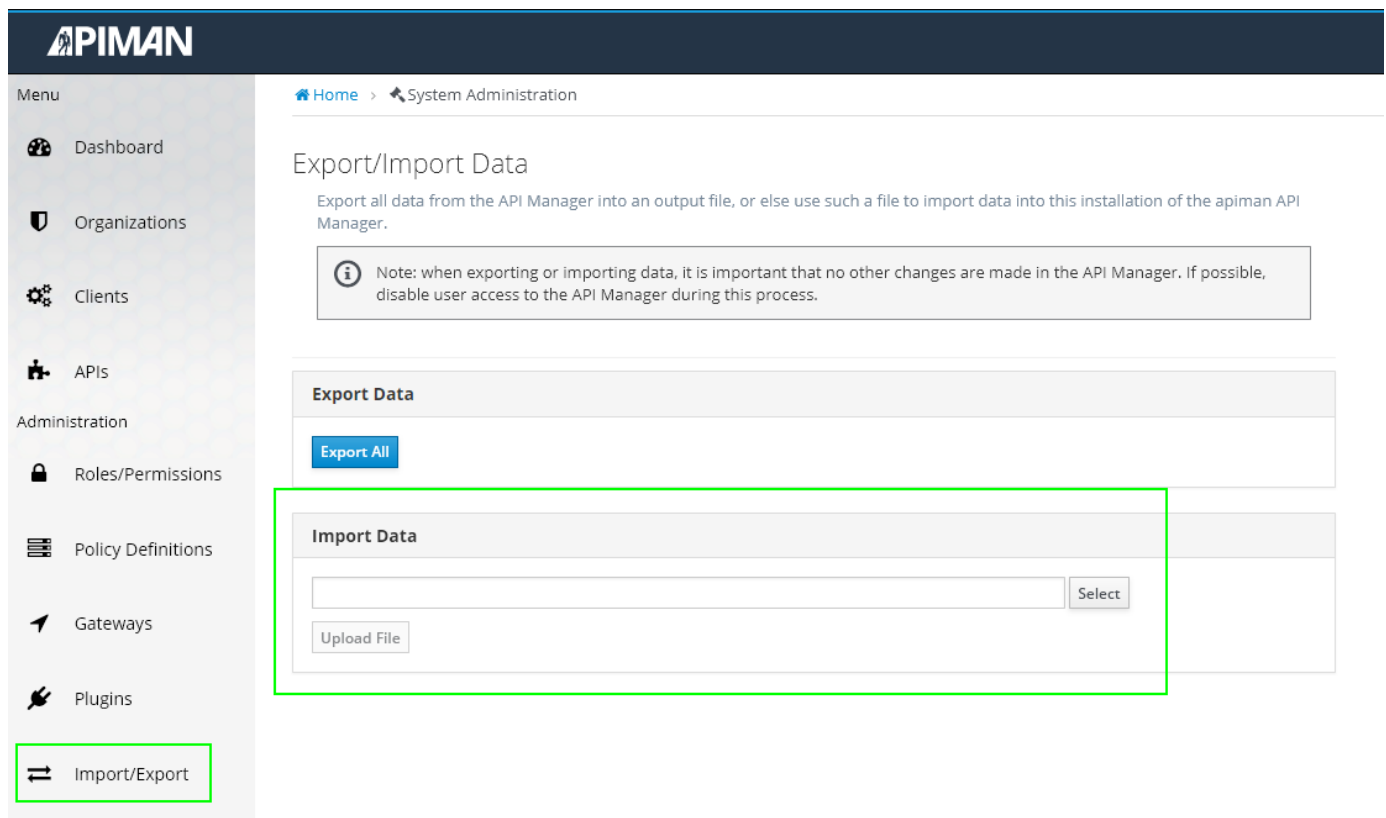 APIMAN
Menu
Dashboard
Organizations
Clients
APIs
Administration
Roles/Permissions
Policy Definitions
Gateways
Plugins
Import/Export
Home > System Administration
Export/Import Data
Export all data from the API Manager into an output file, or else use such a file to import data into this installation of the apiman API
Manager.
Note: when exporting or importing data, it is important that no other changes are made in the API Manager. If possible,
disable user access to the API Manager during this process.
Export Data
Export All
Import Data
Select
Upload File